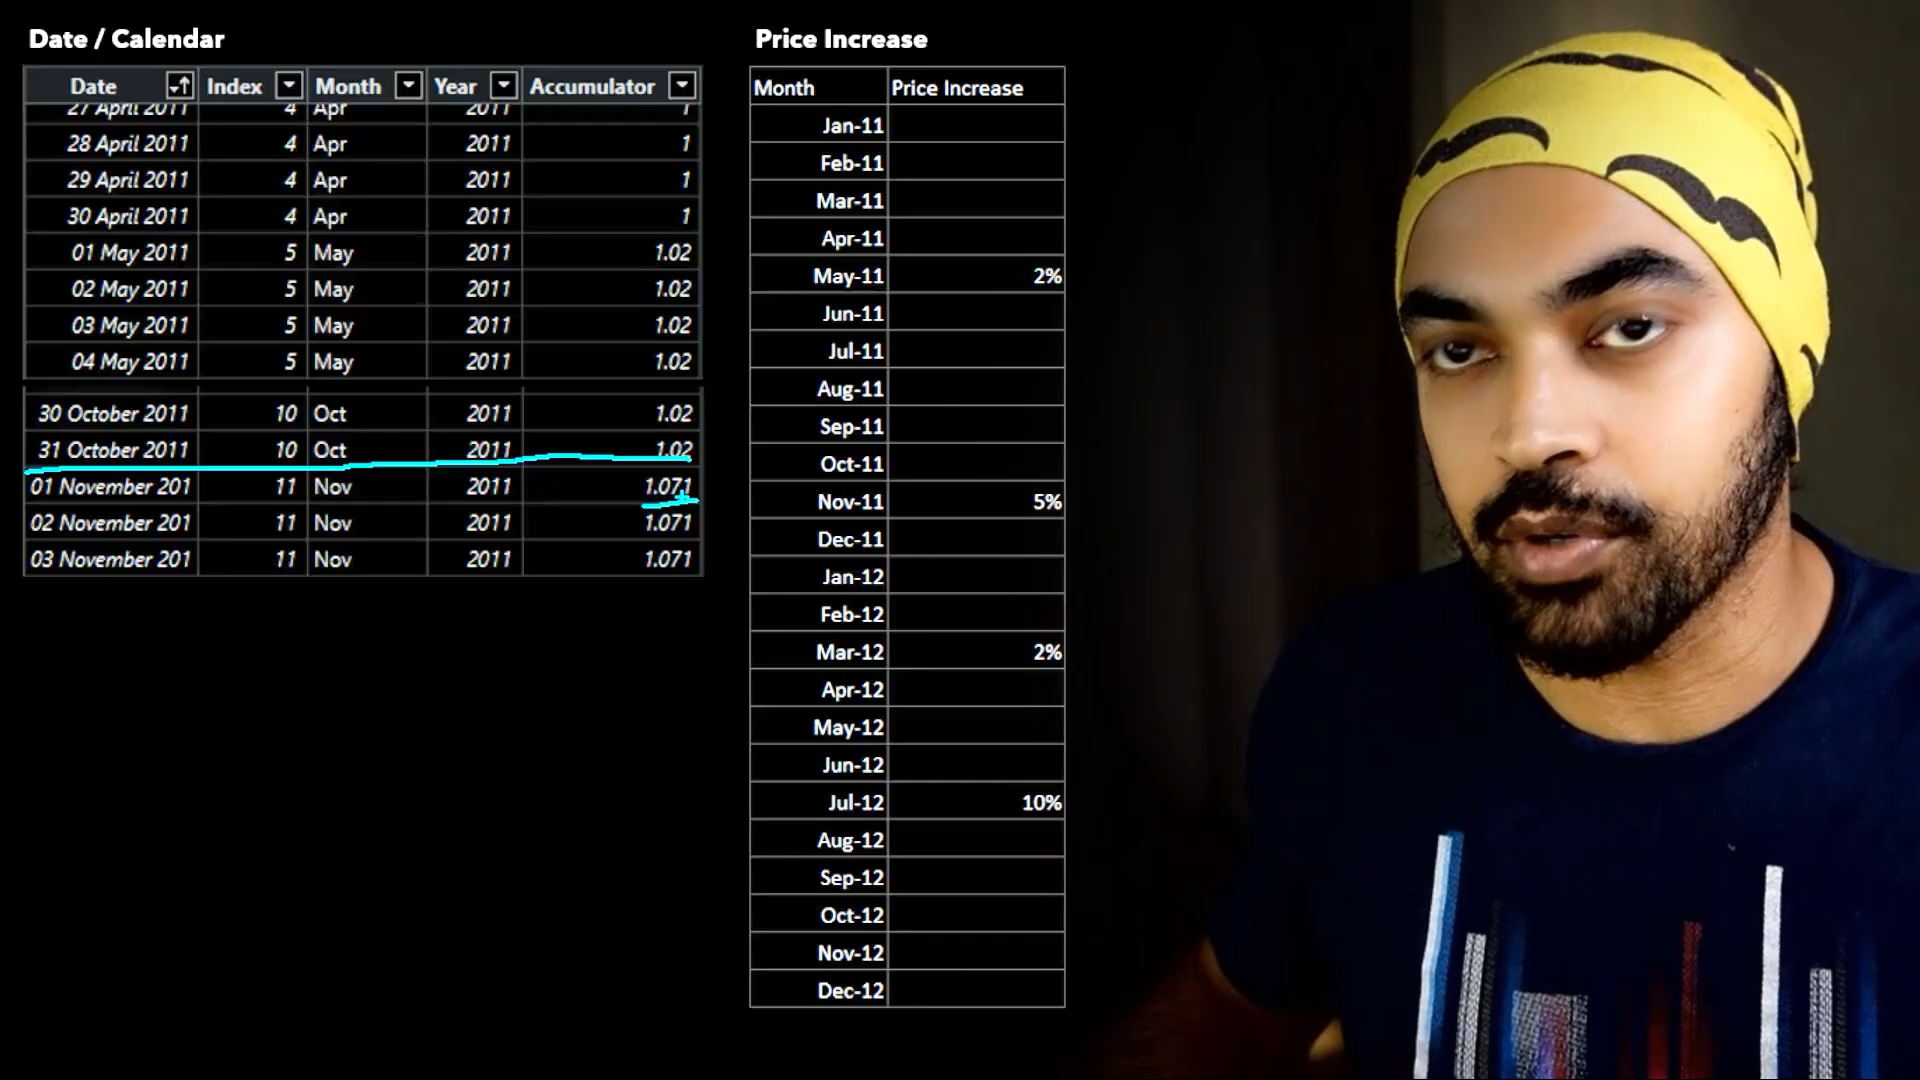 Date / Calendar
Date Index Month Year Accumulator
27 April 2011 4 Apr 2011 1
28 April 2011 4 Apr 2011 1
29 April 2011 4 Apr 2011 1
30 April 2011 4 Apr 2011 1
01 May 2011 5 May 2011 1.02
02 May 2011 5 May 2011 1.02
03 May 2011 5 May 2011 1.02
04 May 2011 5 May 2011 1.02
30 October 2011 10 Oct 2011 1.02
31 October 2011 10 Oct 2011 1.02
01 November 201 11 Nov 2011 1.071
02 November 201 11 Nov 2011 1.071
03 November 201 11 Nov 2011 1.071
Price Increase
Month Price Increase
Jan-11
Feb-11
Mar-11
Apr-11
May-11 2%
Jun-11
Jul-11
Aug-11
Sep-11
Oct-11
Nov-11 5%
Dec-11
Jan-12
Feb-12
Mar-12 2%
Apr-12
May-12
Jun-12
Jul-12 10%
Aug-12
Sep-12
Oct-12
Nov-12
Dec-12